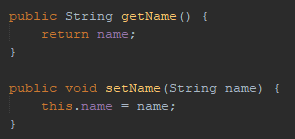 public String getName() {
    return name;
}

public void setName(String name) {
    this.name = name;
}